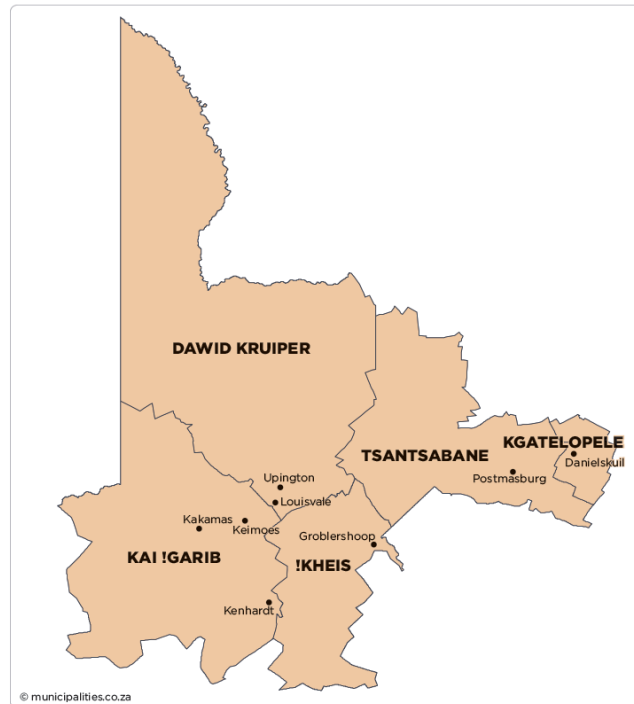 DAWID KRUIPER
KGATELOPELE
TSANTSABANE
Danielskuil
Postmasburg
Upington
Louisvale
Kakamas
Keimoes
Groblershoop
KAI !GARIB
!KHEIS
Kenhardt
© municipalities.co.za